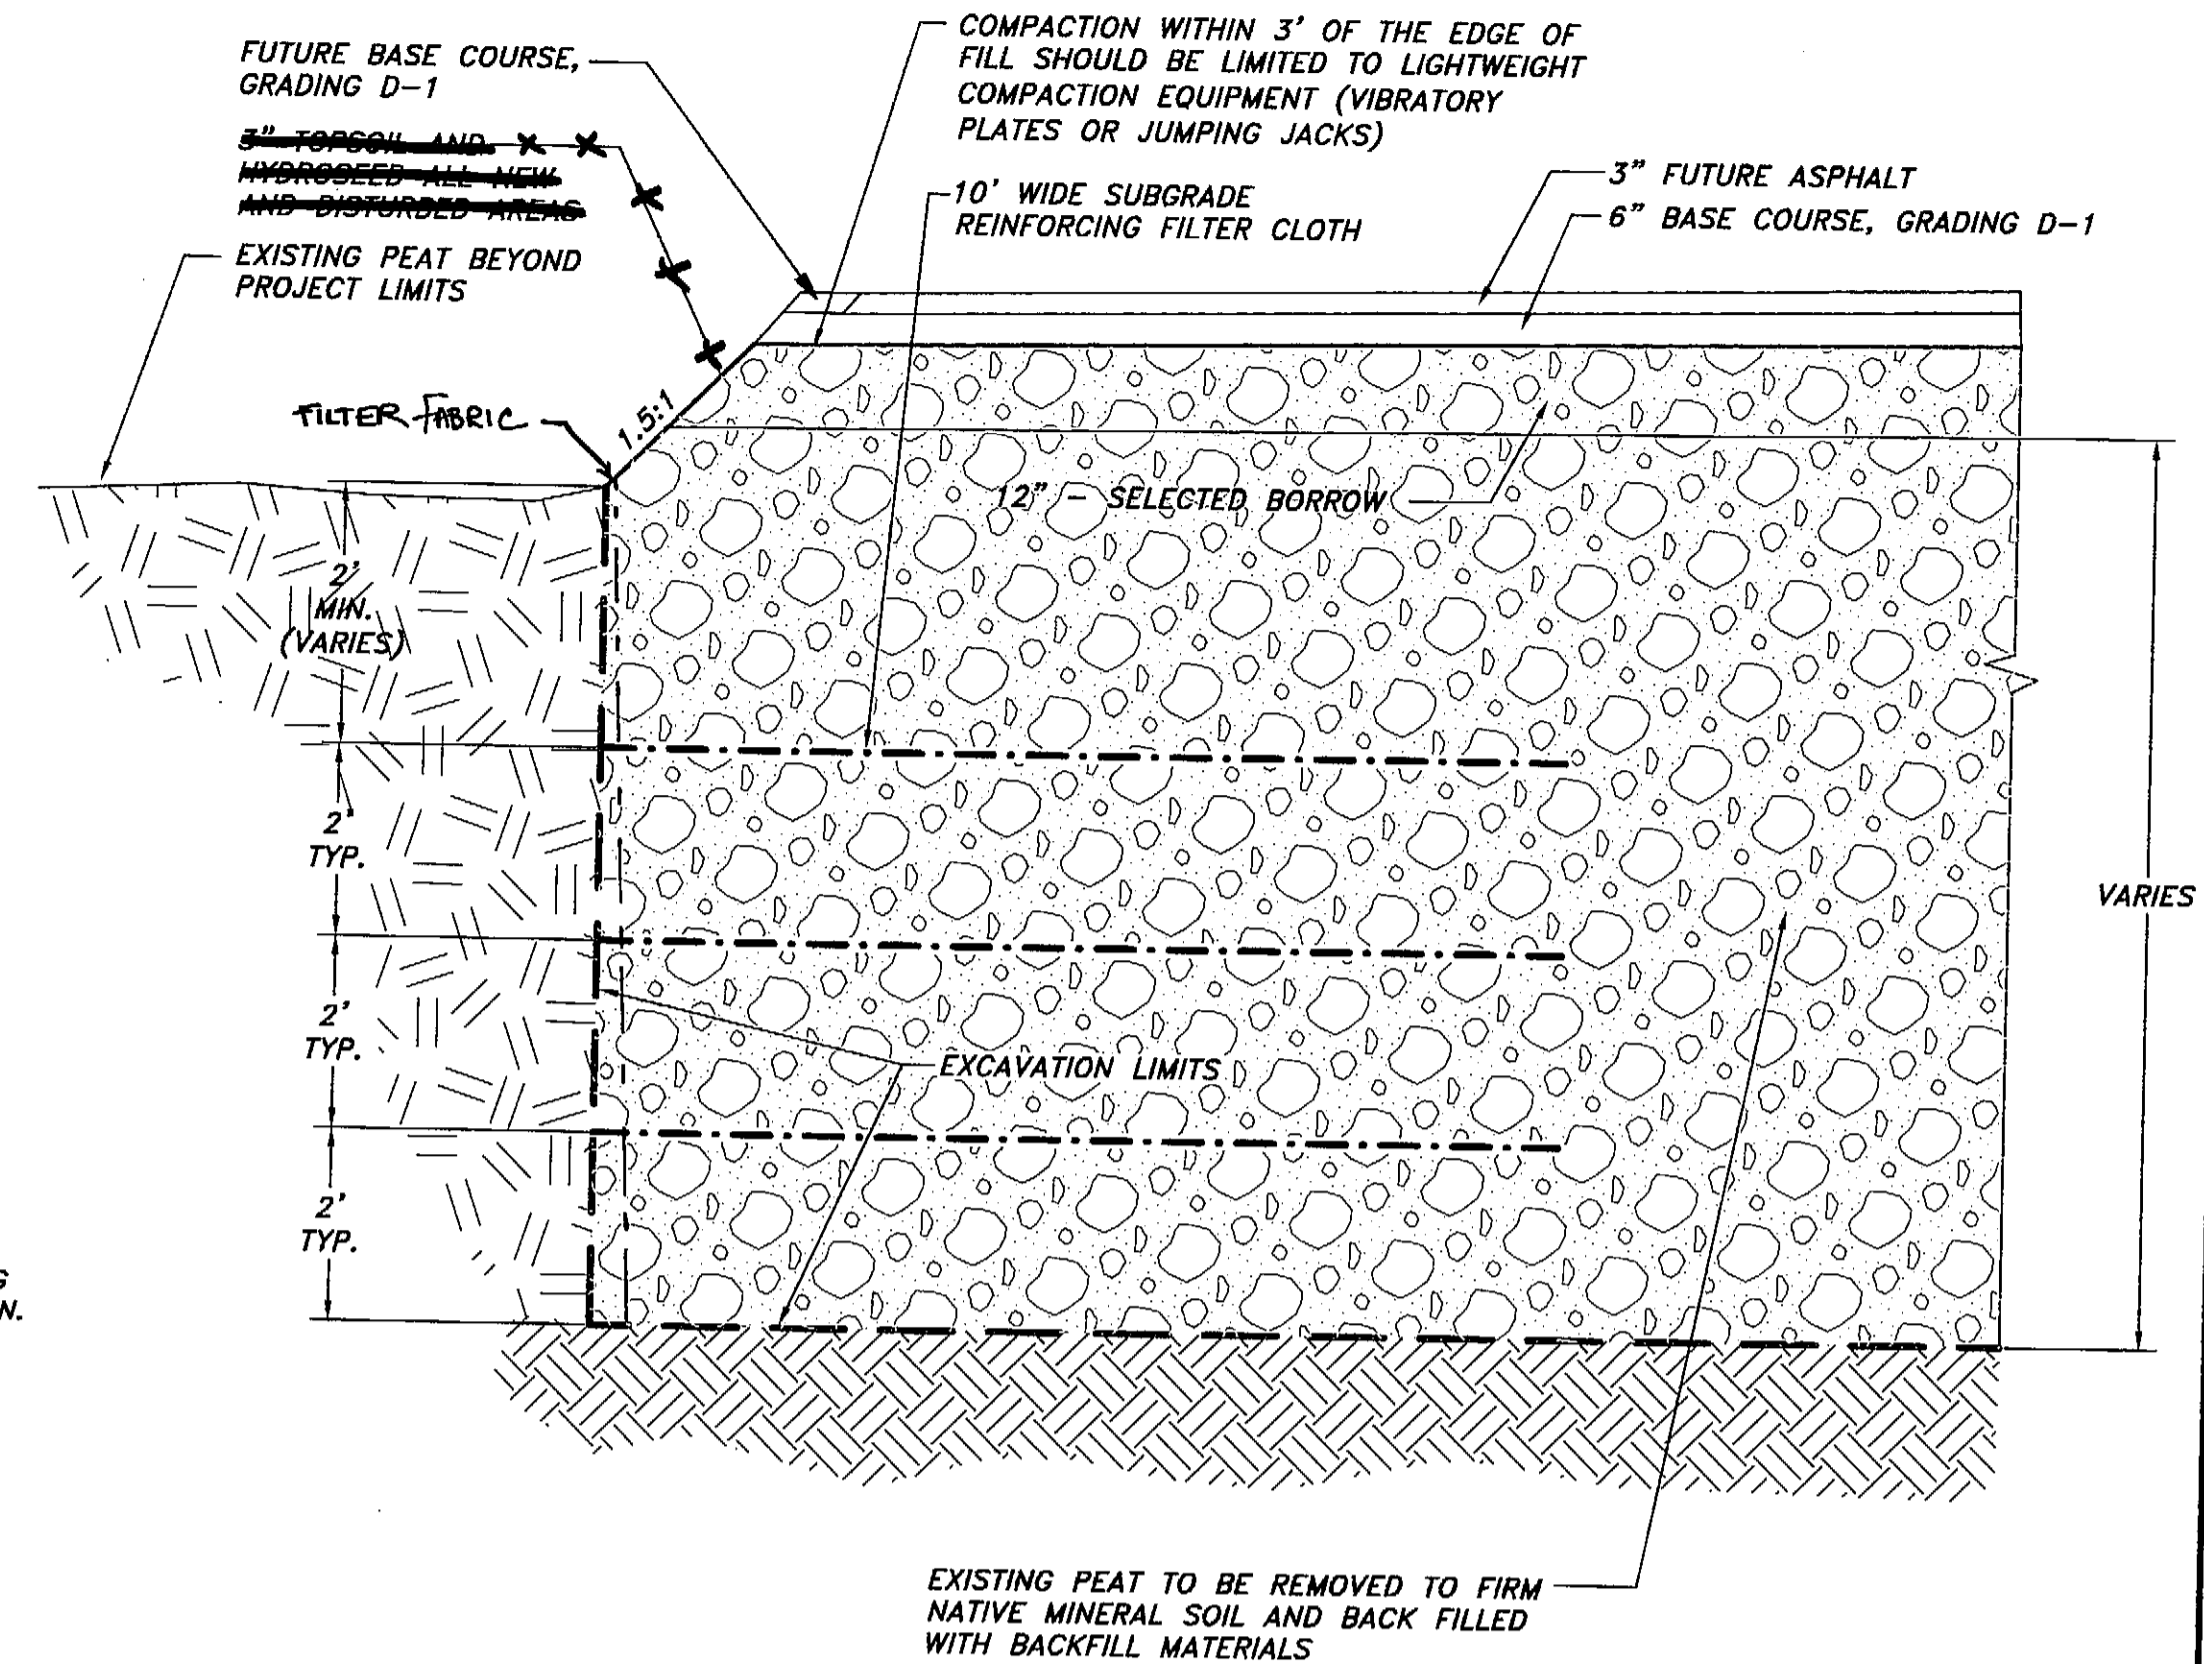 FUTURE BASE COURSE,
GRADING D-1
3" TOPSOIL AND
HYDROSEED ALL NEW
AND DISTURBED AREAS
EXISTING PEAT BEYOND
PROJECT LIMITS
COMPACTION WITHIN 3' OF THE EDGE OF
FILL SHOULD BE LIMITED TO LIGHTWEIGHT
COMPACTION EQUIPMENT (VIBRATORY
PLATES OR JUMPING JACKS)
10' WIDE SUBGRADE
REINFORCING FILTER CLOTH
3" FUTURE ASPHALT
6" BASE COURSE, GRADING D-1
FILTER FABRIC
1.5:1
12" - SELECTED BORROW
2'
MIN.
(VARIES)
2'
TYP.
VARIES
2'
TYP.
EXCAVATION LIMITS
2'
TYP.
G
N.
EXISTING PEAT TO BE REMOVED TO FIRM
NATIVE MINERAL SOIL AND BACK FILLED
WITH BACKFILL MATERIALS